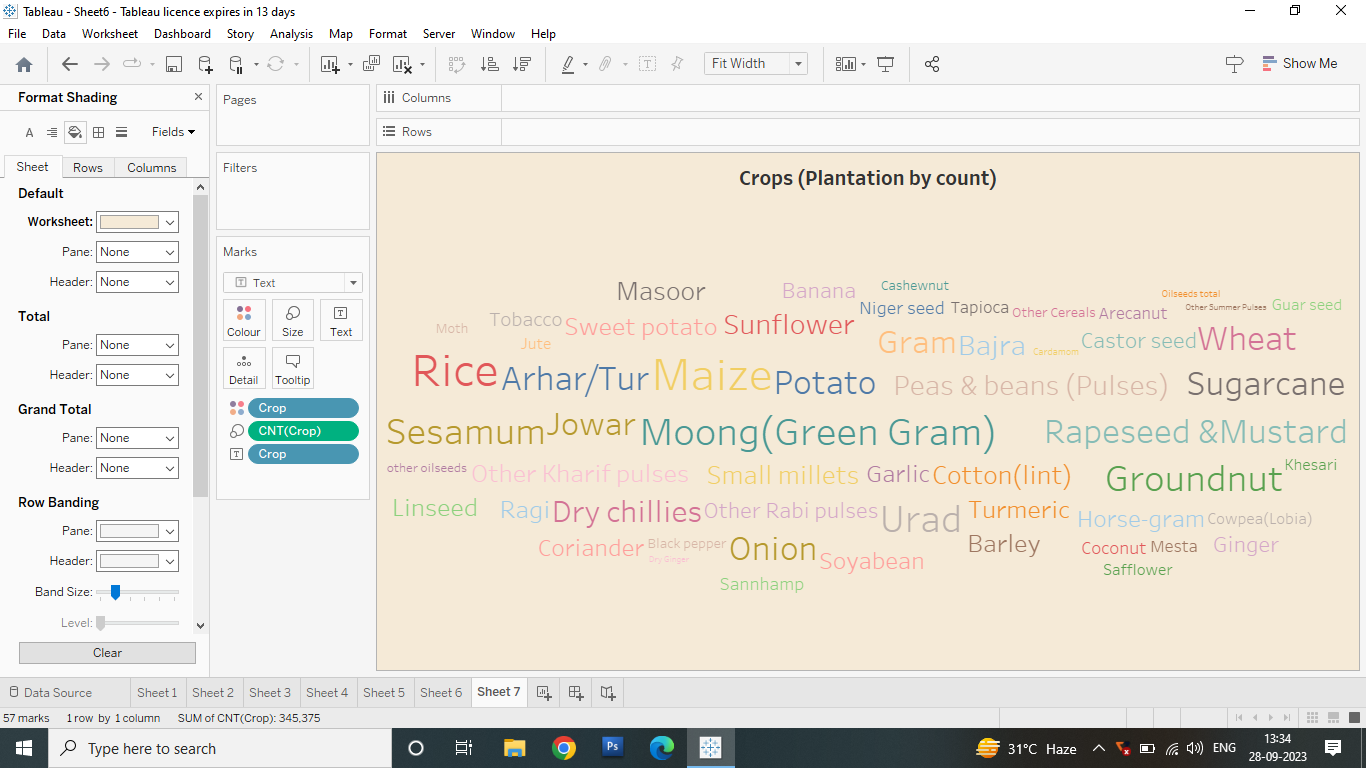 Tableau - Sheet6 - Tableau licence expires in 13 days
File Data Worksheet Dashboard Story Analysis Map Format Server Window Help
Fit Width
Show Me
Format Shading
A
Fields
Sheet Rows Columns
Default
Worksheet:
Pane: None
Header: None
Total
Pane: None
Header: None
Grand Total
Pane: None
Header: None
Row Banding
Pane:
Header:
Band Size:
Level:
Clear
Pages
Filters
Marks
Text
Colour Size Text
Detail Tooltip
Crop
CNT(Crop)
Crop
Columns
Rows
Crops (Plantation by count)
Masoor Banana Cashewnut Oilseeds total
Niger seed Tapioca Other Cereals Arecanut Other Summer Pulses Guar seed
Moth Tobacco Sweet potato Sunflower
Jute Gram Bajra Cardamom Castor seed Wheat
Rice Arhar/Tur Maize Potato Peas & beans (Pulses) Sugarcane
Sesamum Jowar Moong(Green Gram) Rapeseed &Mustard
other oilseeds Other Kharif pulses Small millets Garlic Cotton(lint) Groundnut Khesari
Linseed Ragi Dry chillies Other Rabi pulses Urad Turmeric Horse-gram Cowpea(Lobia)
Coriander Black pepper Onion Soyabean Barley Coconut Mesta Ginger
Dry Ginger Safflower
Sannhamp
Data Source Sheet 1 Sheet 2 Sheet 3 Sheet 4 Sheet 5 Sheet 6 Sheet 7
57 marks 1 row by 1 column SUM of CNT(Crop): 345,375
Type here to search
Ps
31°C Haze
ENG
13:34
28-09-2023